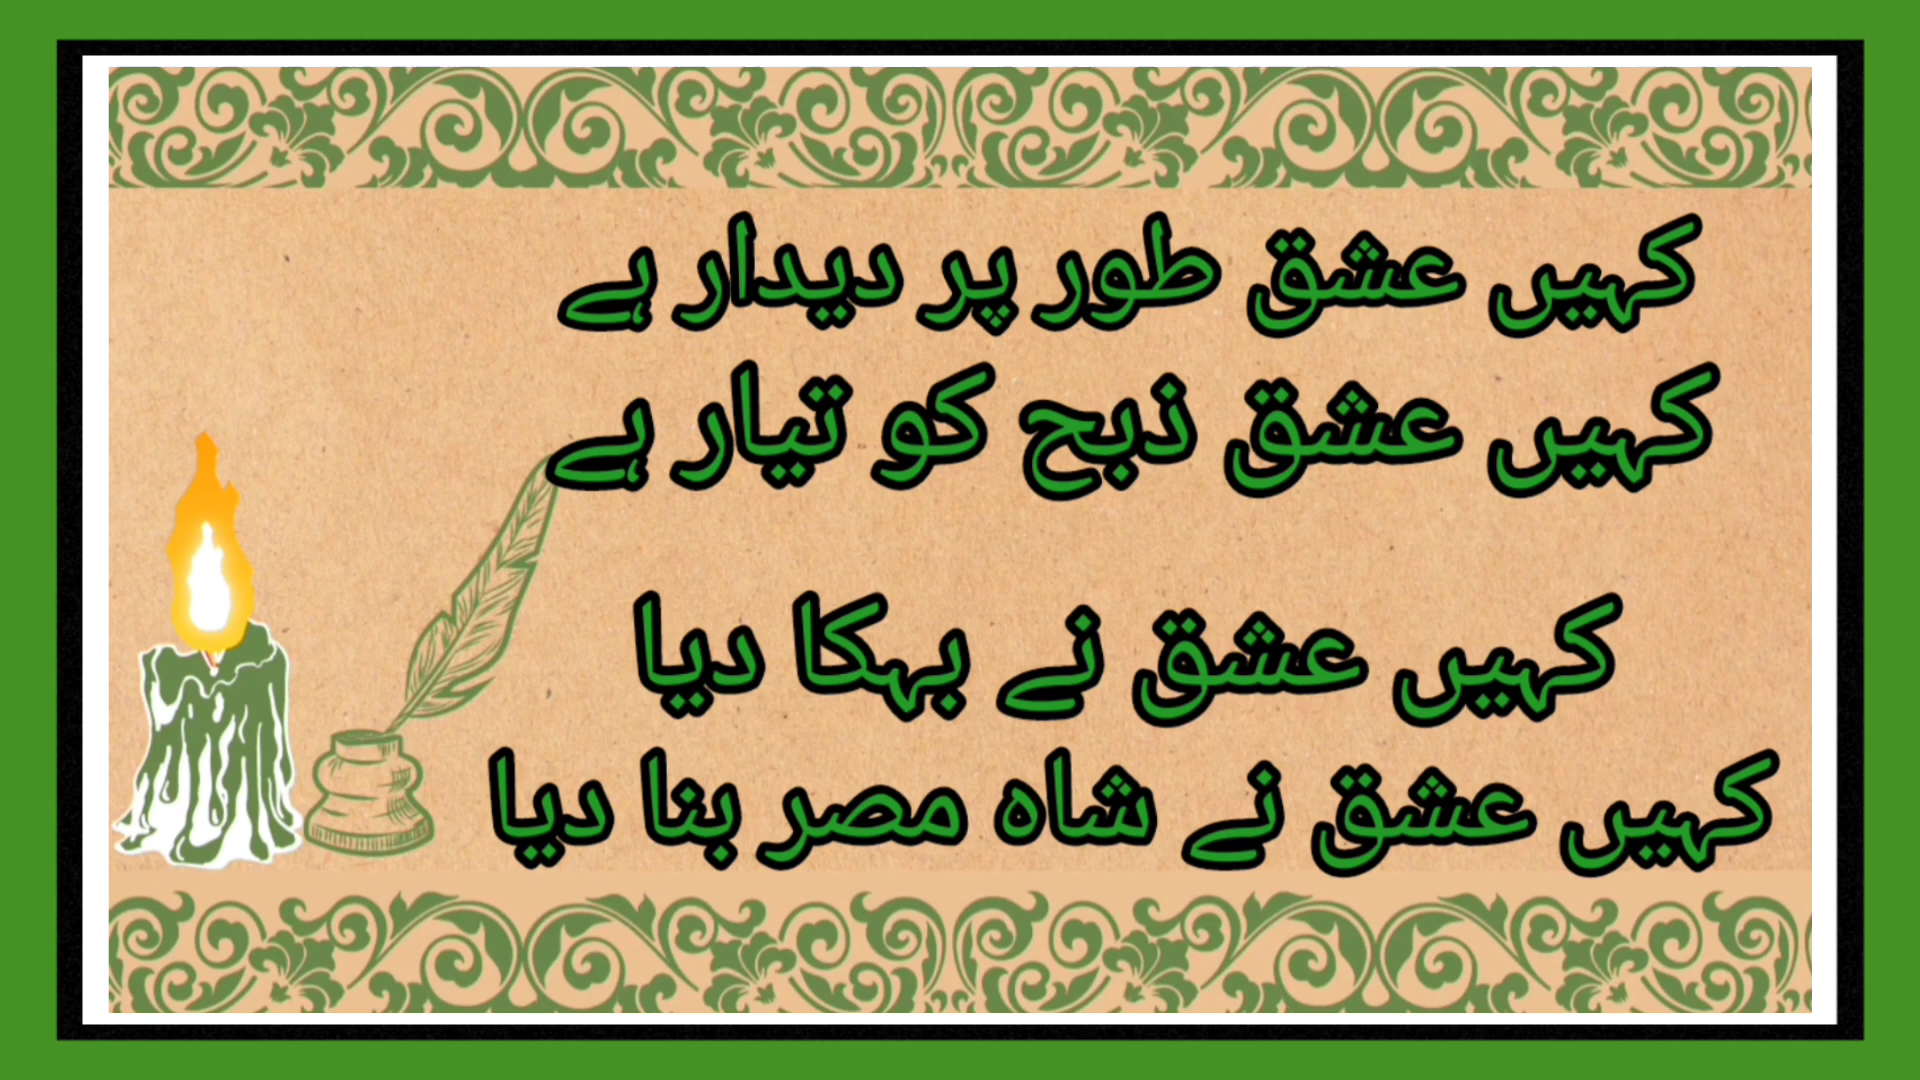 کہیں عشق طور پر دیدار ہے
کہیں عشق ذبح کو تیار ہے
کہیں عشق نے بہکا دیا
کہیں عشق نے شاہ مصر بنا دیا